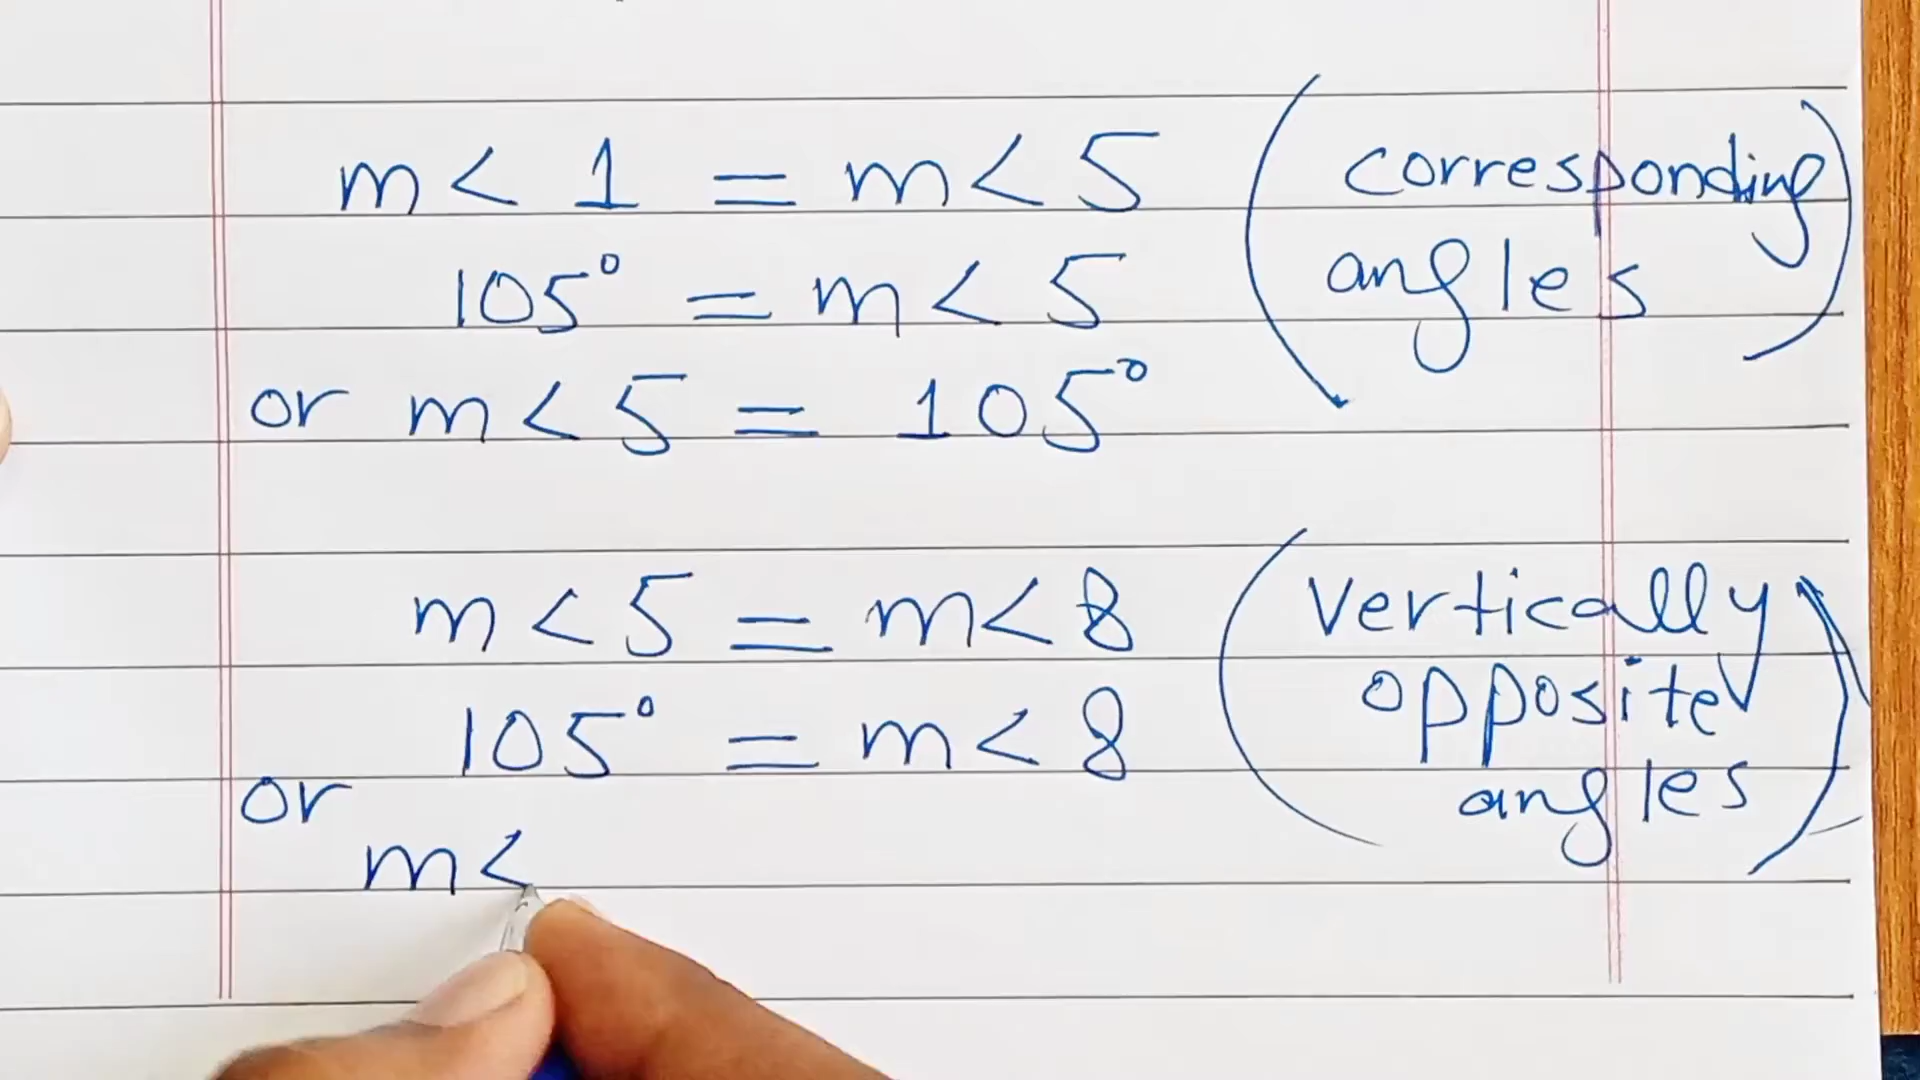 m < 1 = m < 5 (corresponding
105° = m < 5 angles)
or m < 5 = 105°
m < 5 = m < 8 (vertically
105° = m < 8 opposite
or angles)
m <